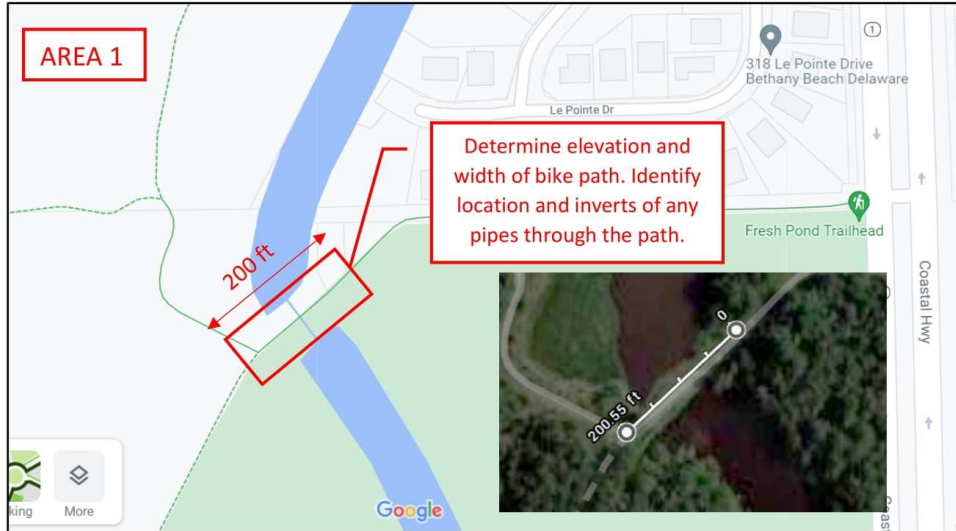 AREA 1
1
318 Le Pointe Drive
Bethany Beach Delaware
Le Pointe Dr
Determine elevation and
width of bike path. Identify
location and inverts of any
pipes through the path.
Fresh Pond Trailhead
200 ft
Coastal Hwy
0
200.55 ft
More
Google